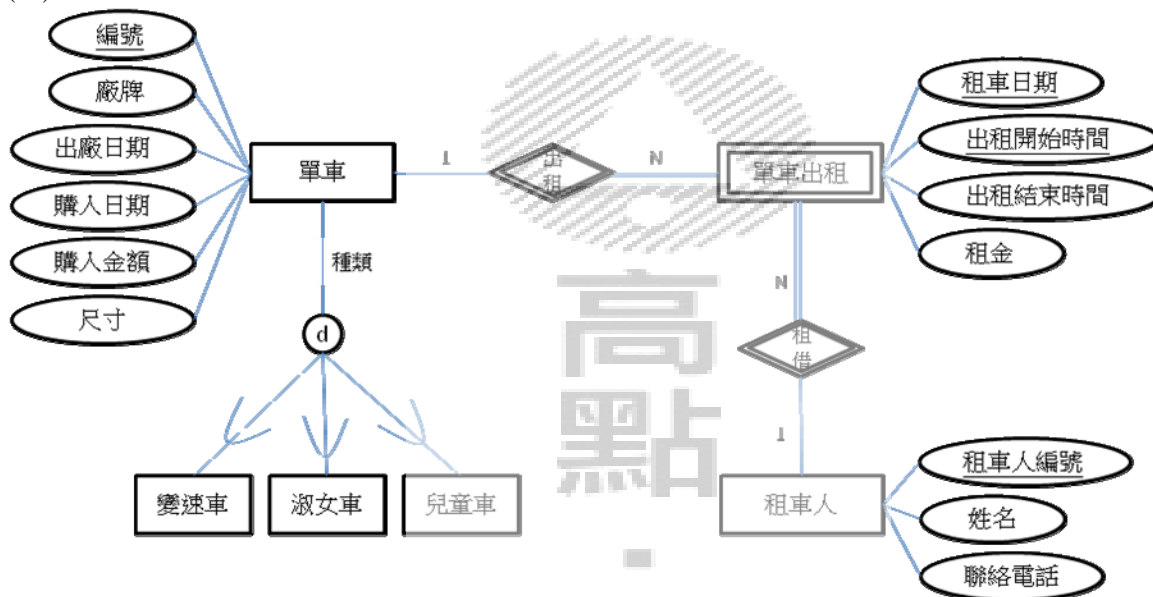 編號
廠牌
出廠日期
購入日期
購入金額
尺寸
單車
1
出租
N
單車出租
租車日期
出租開始時間
出租結束時間
租金
種類
d
變速車
淑女車
兒童車
N
租借
1
租車人
租車人編號
姓名
聯絡電話
高
點